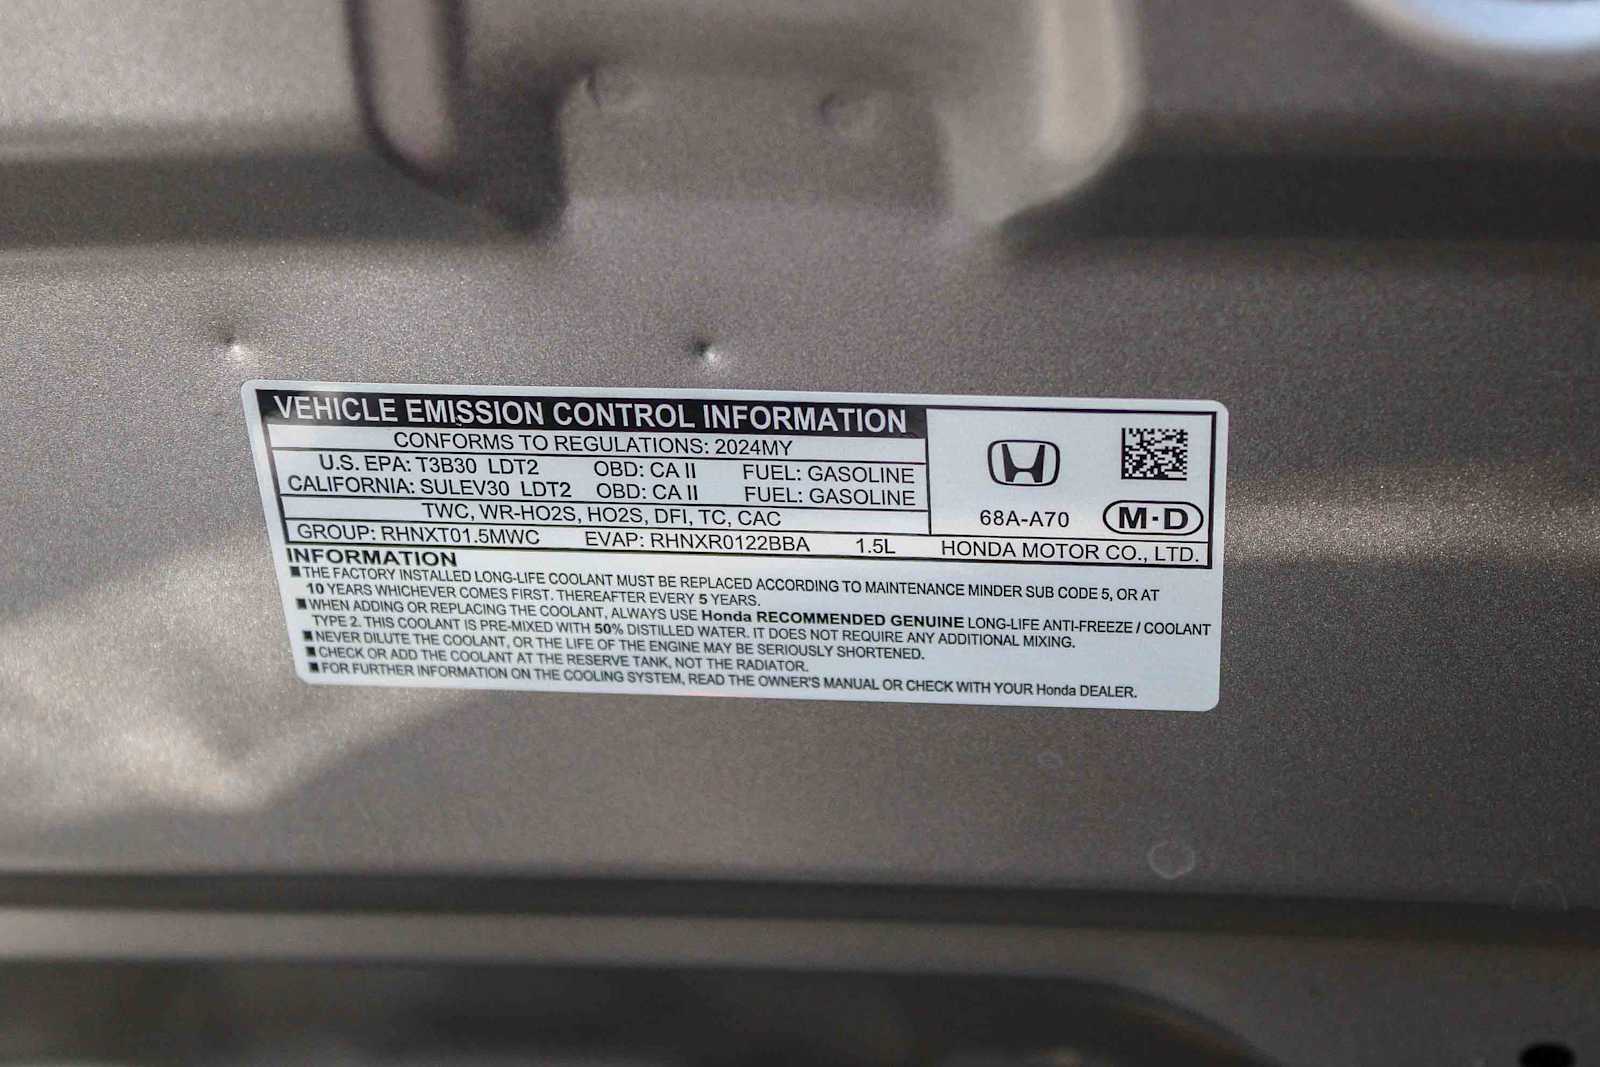 VEHICLE EMISSION CONTROL INFORMATION
CONFORMS TO REGULATIONS: 2024MY
U.S. EPA: T3B30 LDT2 OBD: CA II FUEL: GASOLINE
CALIFORNIA: SULEV30 LDT2 OBD: CA II FUEL: GASOLINE
TWC, WR-HO2S, HO2S, DFI, TC, CAC
68A-A70 M·D
GROUP: RHNXT01.5MWC EVAP: RHNXR0122BBA 1.5L HONDA MOTOR CO., LTD.
INFORMATION
■ THE FACTORY INSTALLED LONG-LIFE COOLANT MUST BE REPLACED ACCORDING TO MAINTENANCE MINDER SUB CODE 5, OR AT
10 YEARS WHICHEVER COMES FIRST. THEREAFTER EVERY 5 YEARS.
■ WHEN ADDING OR REPLACING THE COOLANT, ALWAYS USE Honda RECOMMENDED GENUINE LONG-LIFE ANTI-FREEZE / COOLANT
TYPE 2. THIS COOLANT IS PRE-MIXED WITH 50% DISTILLED WATER. IT DOES NOT REQUIRE ANY ADDITIONAL MIXING.
■ NEVER DILUTE THE COOLANT, OR THE LIFE OF THE ENGINE MAY BE SERIOUSLY SHORTENED.
■ CHECK OR ADD THE COOLANT AT THE RESERVE TANK, NOT THE RADIATOR.
■ FOR FURTHER INFORMATION ON THE COOLING SYSTEM, READ THE OWNER'S MANUAL OR CHECK WITH YOUR Honda DEALER.